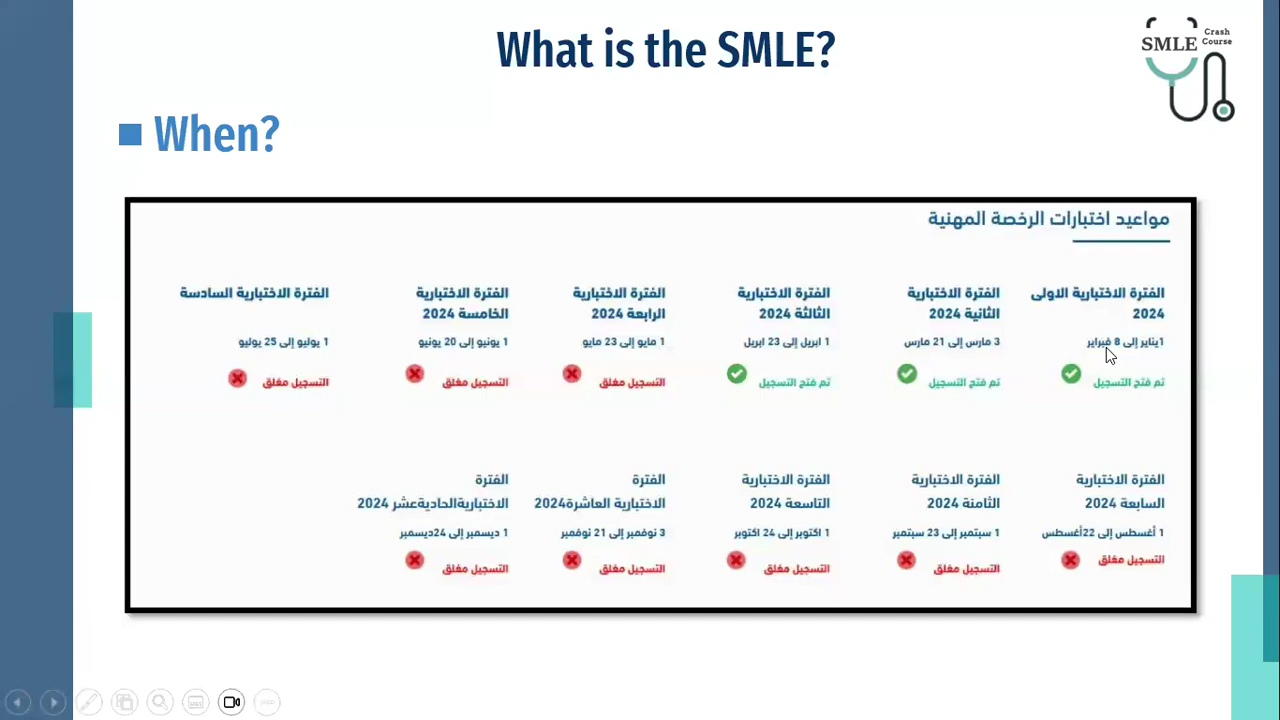 What is the SMLE?
SMLE Crash Course
When?
مواعيد اختبارات الرخصة المهنية
الفترة الاختبارية الاولى
2024
1يناير إلى 8 فبراير
تم فتح التسجيل
الفترة الاختبارية
الثانية 2024
3 مارس إلى 21 مارس
تم فتح التسجيل
الفترة الاختبارية
الثالثة 2024
1 ابريل إلى 23 ابريل
تم فتح التسجيل
الفترة الاختبارية
الرابعة 2024
1 مايو إلى 23 مايو
التسجيل مغلق
الفترة الاختبارية
الخامسة 2024
1 يونيو إلى 20 يونيو
التسجيل مغلق
الفترة الاختبارية السادسة
1 يوليو إلى 25 يوليو
التسجيل مغلق
الفترة الاختبارية
السابعة 2024
1 أغسطس إلى 22أغسطس
التسجيل مغلق
الفترة الاختبارية
الثامنة 2024
1 سبتمبر إلى 23 سبتمبر
التسجيل مغلق
الفترة الاختبارية
التاسعة 2024
1 اكتوبر إلى 24 اكتوبر
التسجيل مغلق
الفترة
الاختبارية العاشرة2024
3 نوفمبر إلى 21 نوفمبر
التسجيل مغلق
الفترة
الاختباريةالحاديةعشر 2024
1 ديسمبر إلى 24ديسمبر
التسجيل مغلق